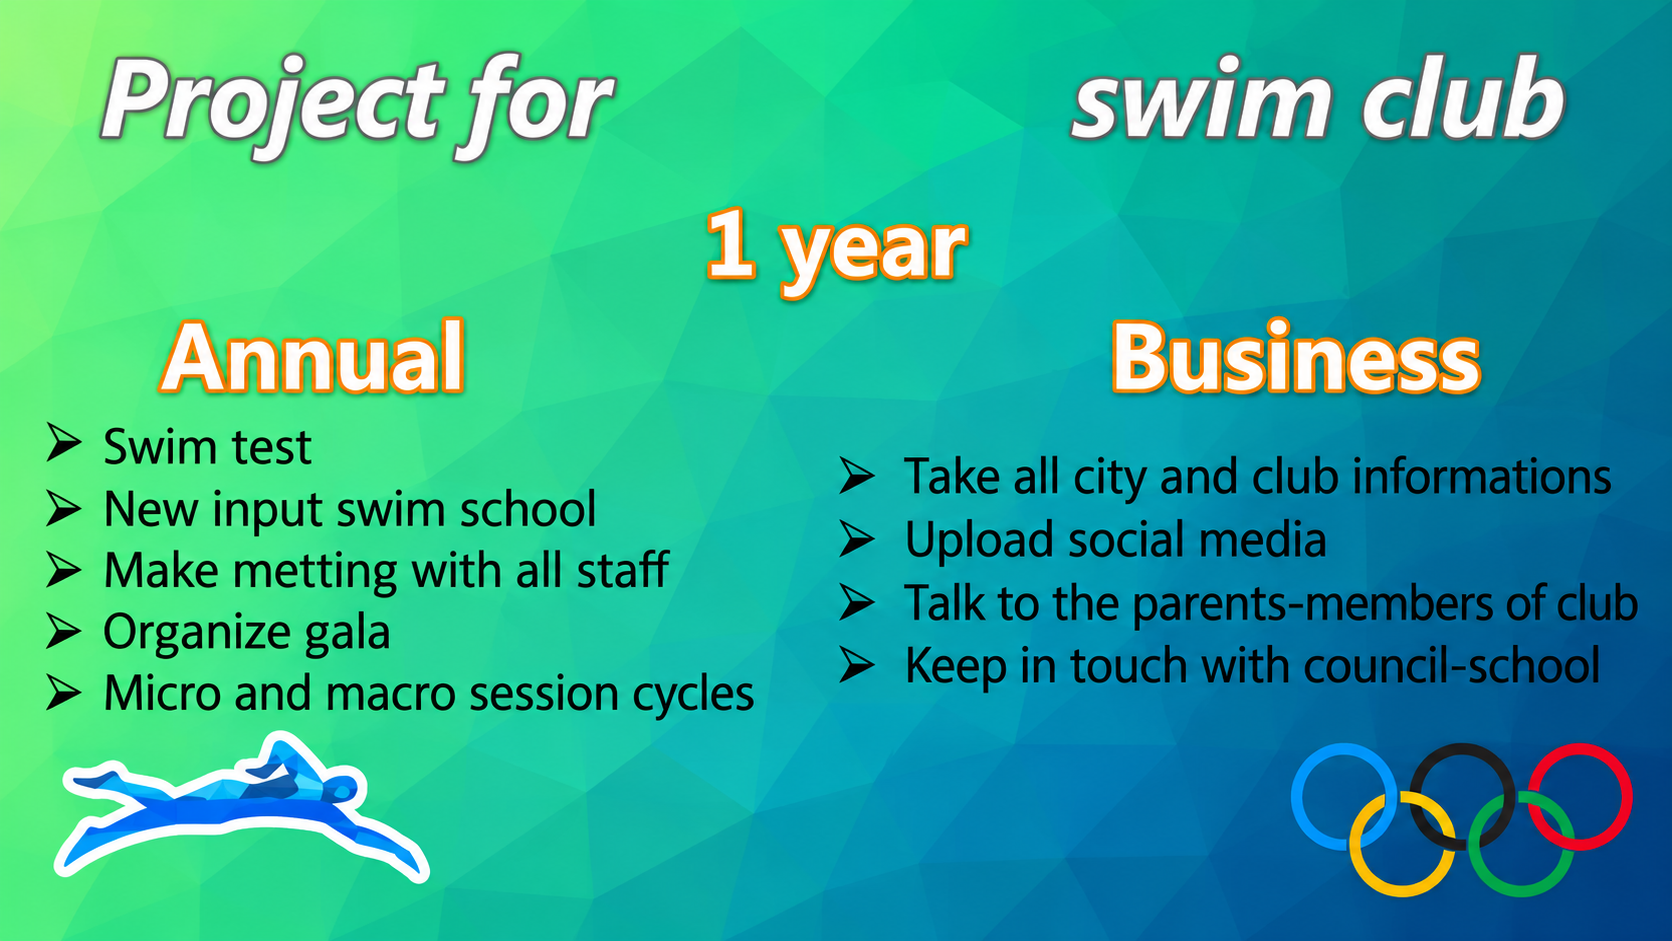 Project for swim club
1 year
Annual
Swim test
New input swim school
Make metting with all staff
Organize gala
Micro and macro session cycles
Business
Take all city and club informations
Upload social media
Talk to the parents-members of club
Keep in touch with council-school